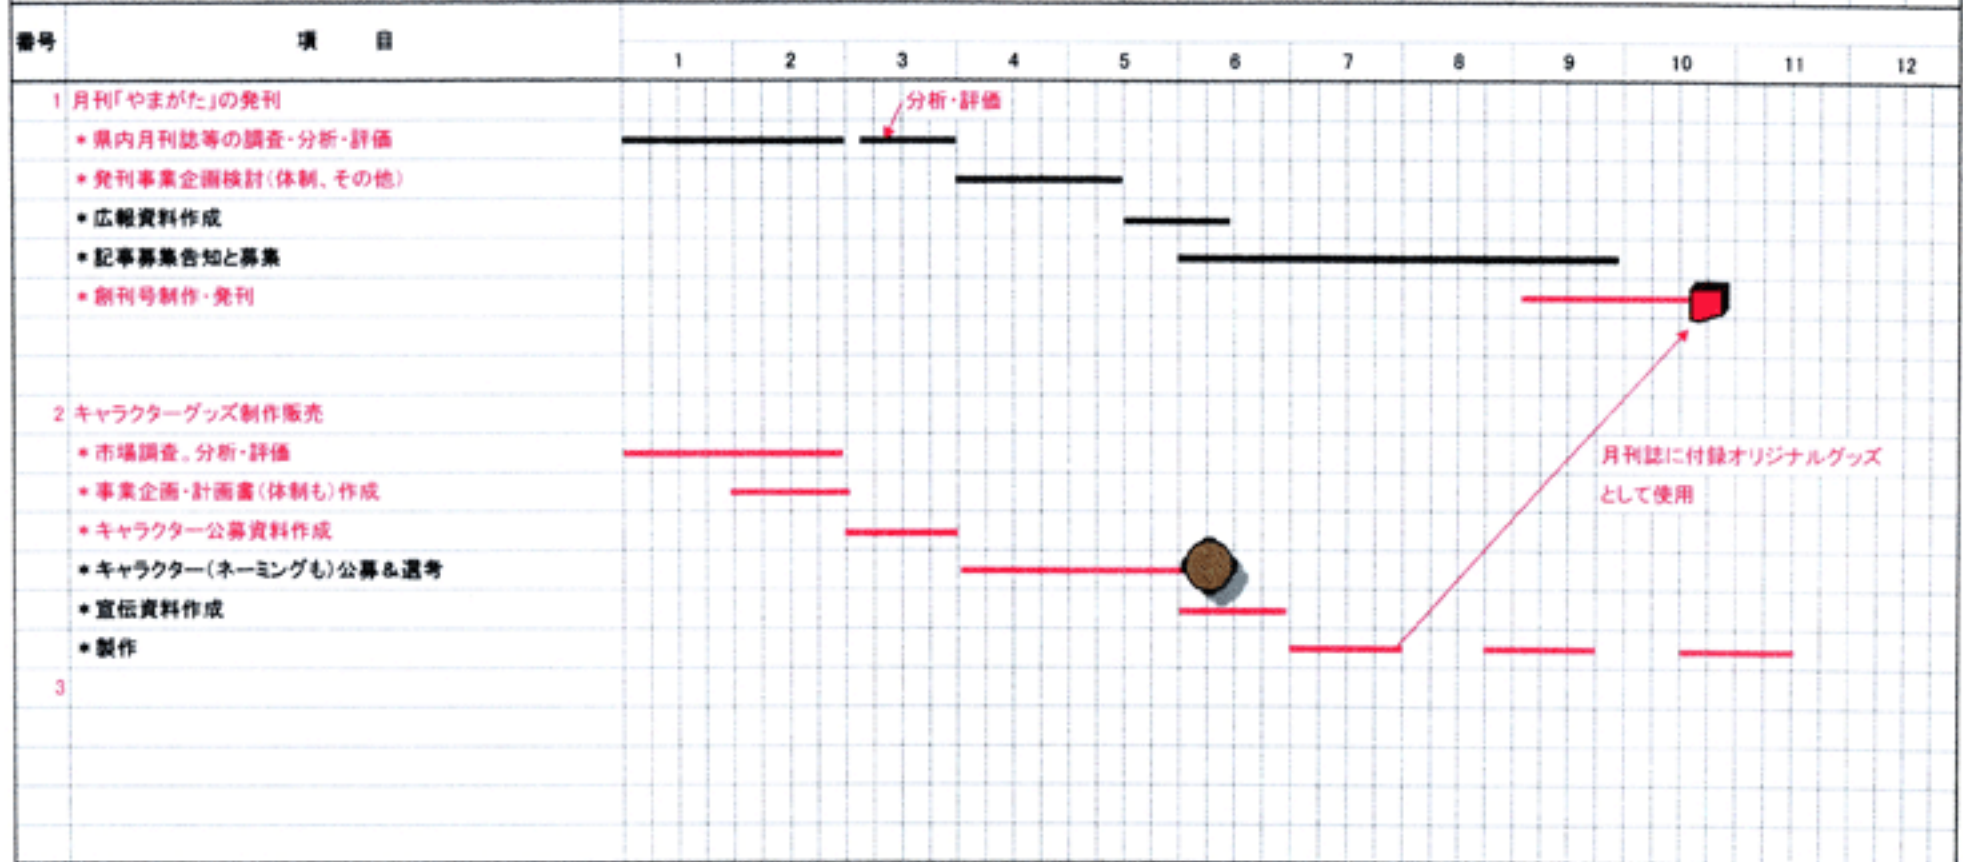 番号 項 目
1 2 3 4 5 6 7 8 9 10 11 12
1 月刊「やまがた」の発刊
分析・評価
*県内月刊誌等の調査・分析・評価
*発刊事業企画検討(体制、その他)
*広報資料作成
*記事募集告知と募集
*創刊号制作・発刊
2 キャラクターグッズ制作販売
*市場調査。分析・評価
月刊誌に付録オリジナルグッズ
*事業企画・計画書(体制も)作成
として使用
*キャラクター公募資料作成
*キャラクター(ネーミングも)公募&選考
*宣伝資料作成
*製作
3